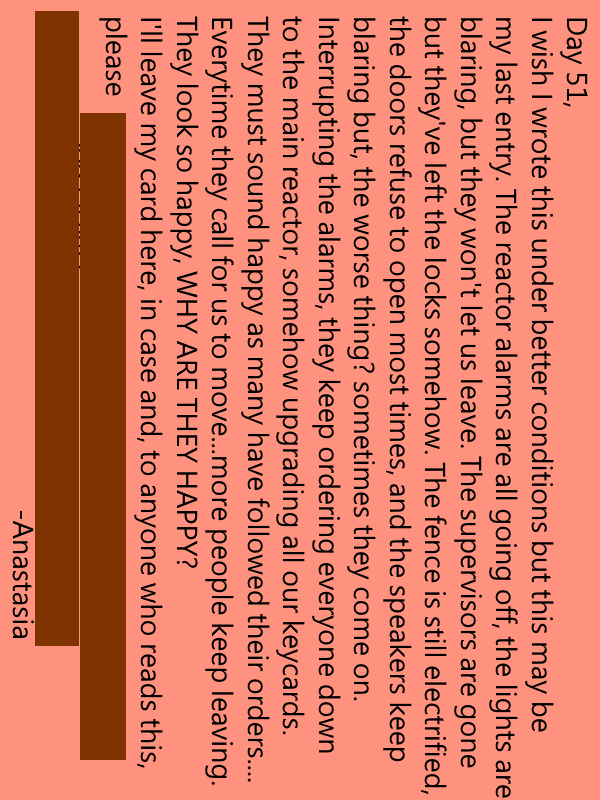 Day 51,
I wish I wrote this under better conditions but this may be
my last entry. The reactor alarms are all going off, the lights are
blaring, but they won't let us leave. The supervisors are gone
but they've left the locks somehow. The fence is still electrified,
the doors refuse to open most times, and the speakers keep
blaring but, the worse thing? sometimes they come on.
Interrupting the alarms, they keep ordering everyone down
to the main reactor, somehow upgrading all our keycards.
They must sound happy as many have followed their orders....
Everytime they call for us to move...more people keep leaving.
They look so happy, WHY ARE THEY HAPPY?
I'll leave my card here, in case and, to anyone who reads this,
please
-Anastasia